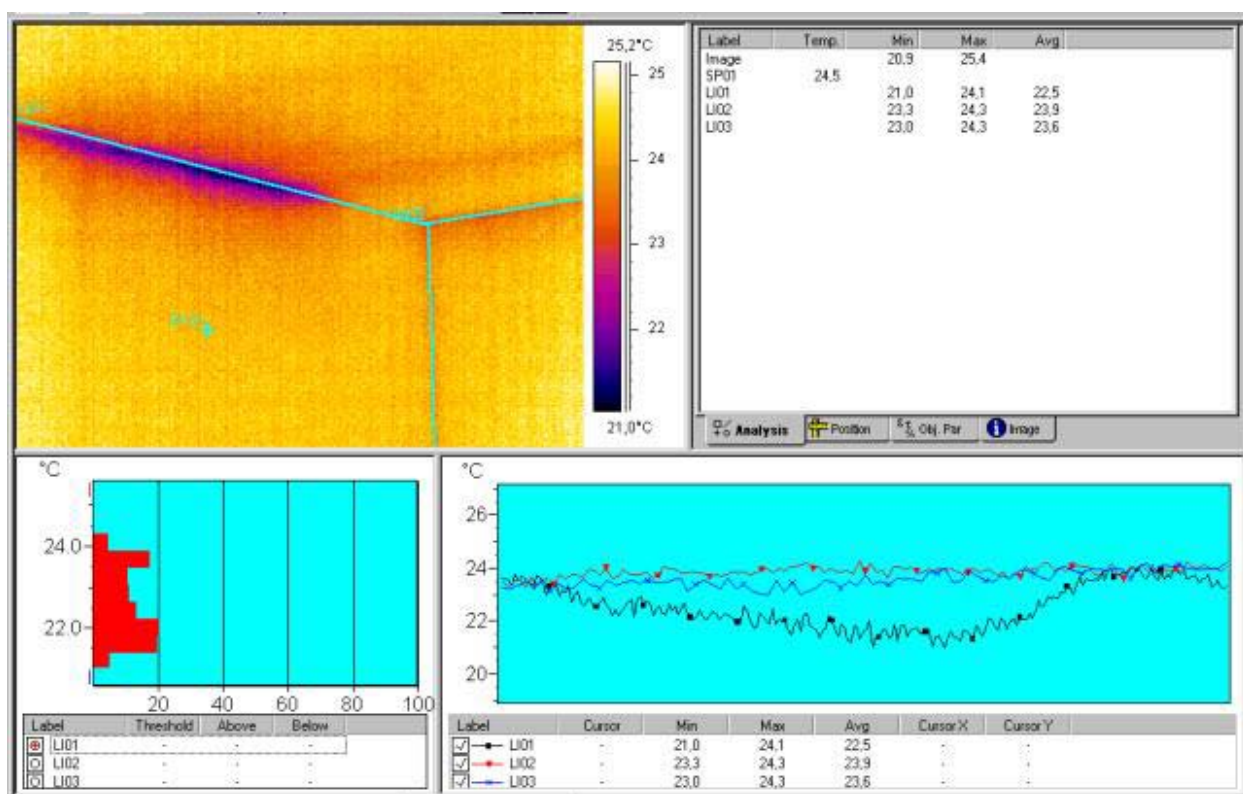 25,2°C
25
24
23
22
21,0°C
Label Temp. Min Max Avg
Image 20,9 25,4
SP01 24,5
LI01 21,0 24,1 22,5
LI02 23,3 24,3 23,9
LI03 23,0 24,3 23,6
Analysis Position Obj. Par Image
°C
24.0
22.0
20 40 60 80 100
Label Threshold Above Below
LI01 - - -
LI02 - - -
LI03 - - -
°C
26
24
22
20
Label Cursor Min Max Avg Cursor X Cursor Y
LI01 - 21,0 24,1 22,5 - -
LI02 - 23,3 24,3 23,9 - -
LI03 - 23,0 24,3 23,6 - -